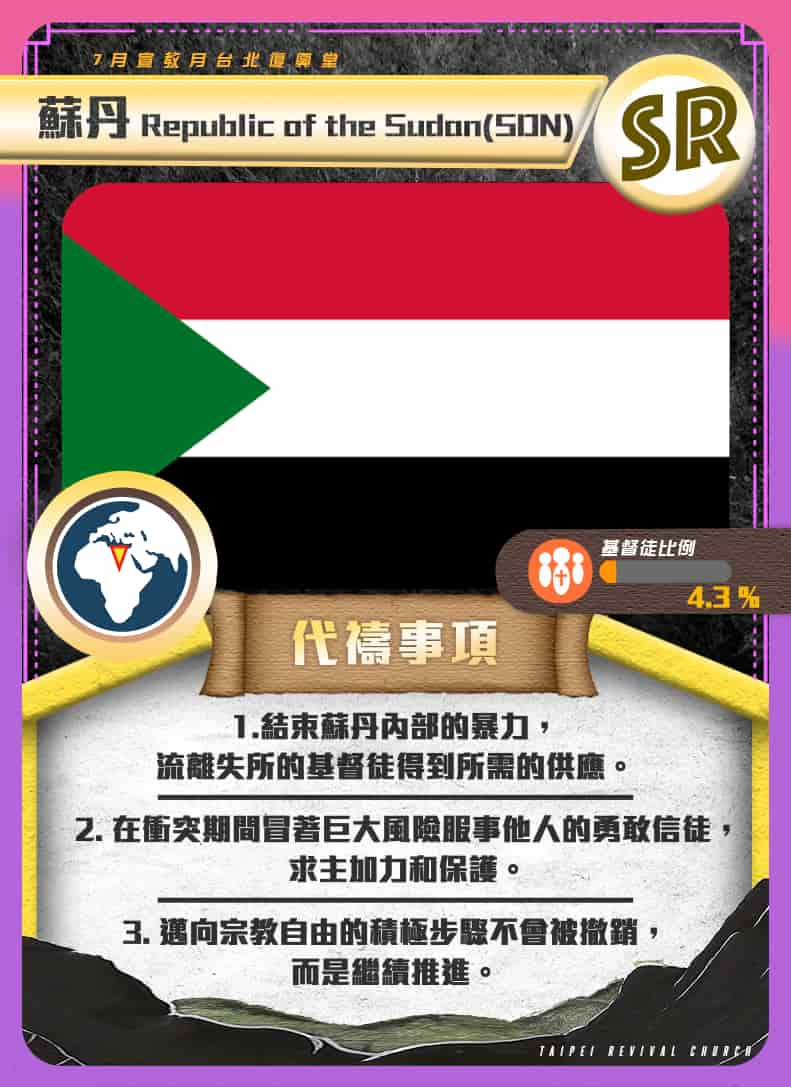 7月宣教月台北復興堂
蘇丹 Republic of the Sudan(SDN)
SR
基督徒比例
4.3 %
代禱事項
1.結束蘇丹內部的暴力，
流離失所的基督徒得到所需的供應。
2. 在衝突期間冒著巨大風險服事他人的勇敢信徒，
求主加力和保護。
3. 邁向宗教自由的積極步驟不會被撤銷，
而是繼續推進。
TAIPEI REVIVAL CHURCH